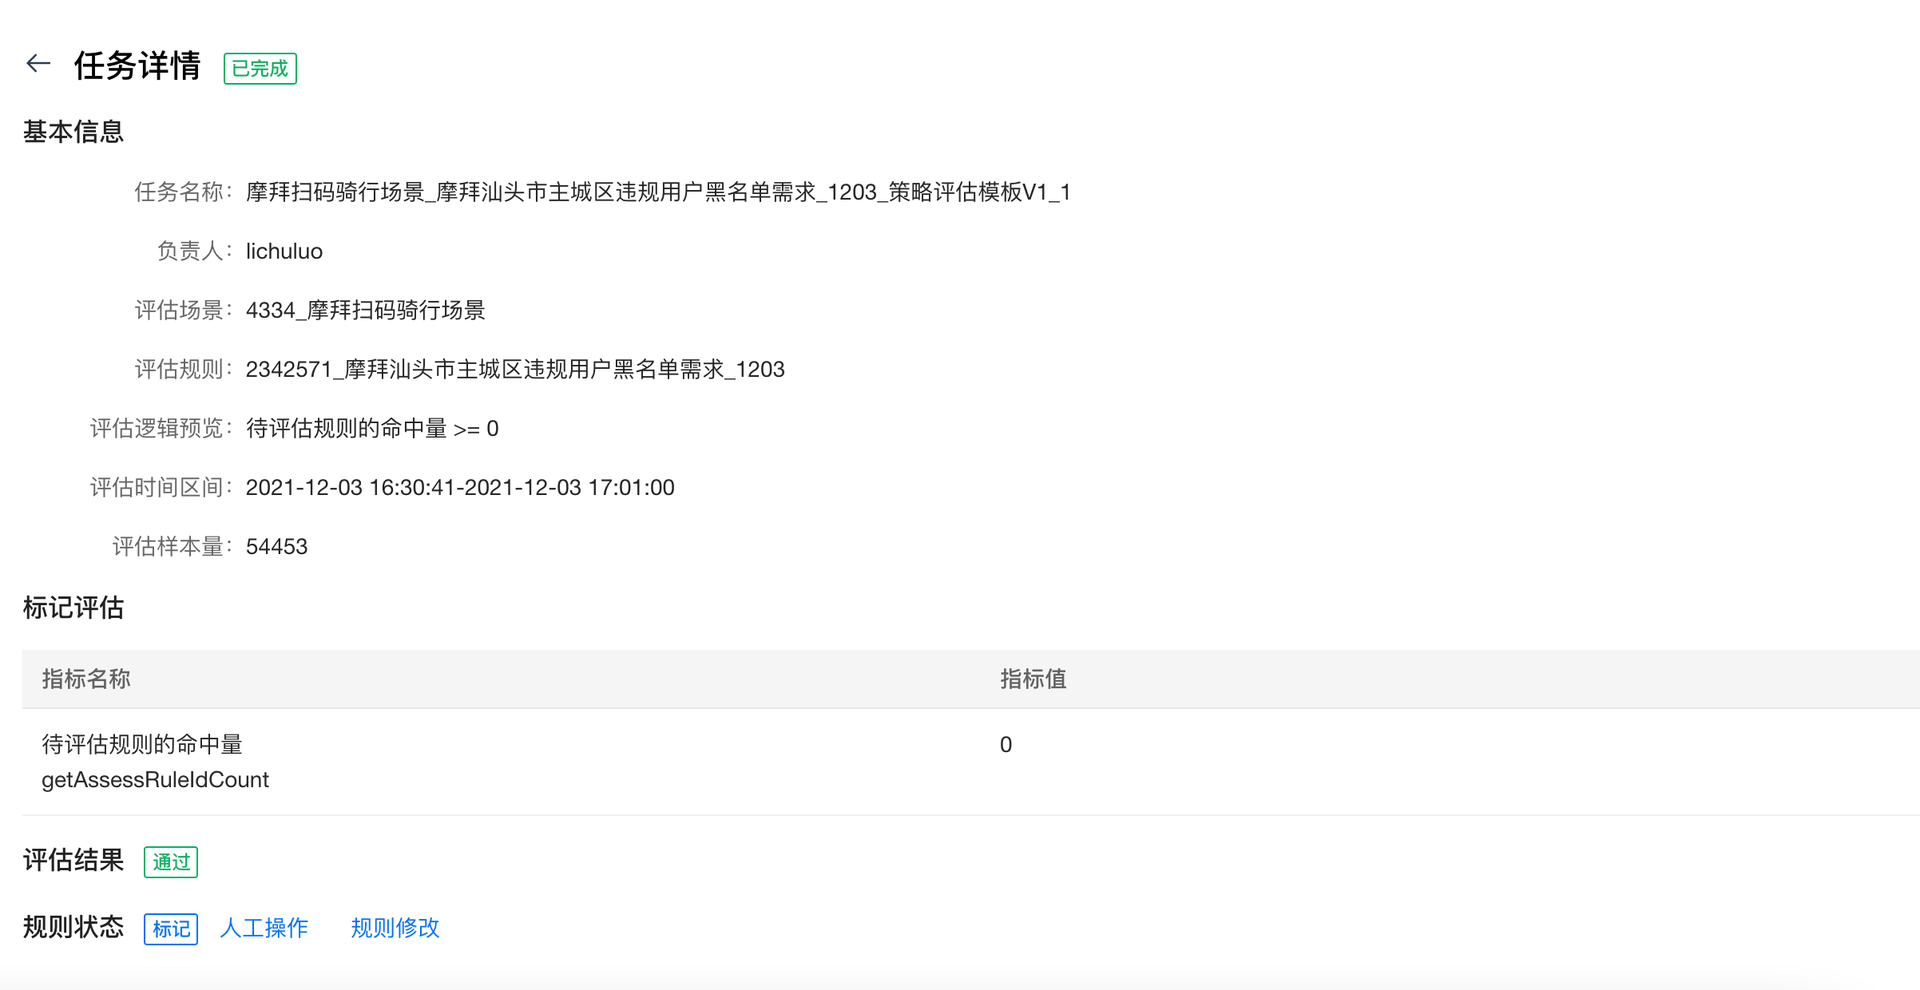 任务详情 已完成
基本信息
任务名称: 摩拜扫码骑行场景_摩拜汕头市主城区违规用户黑名单需求_1203_策略评估模板V1_1
负责人: lichuluo
评估场景: 4334_摩拜扫码骑行场景
评估规则: 2342571_摩拜汕头市主城区违规用户黑名单需求_1203
评估逻辑预览: 待评估规则的命中量 >= 0
评估时间区间: 2021-12-03 16:30:41-2021-12-03 17:01:00
评估样本量: 54453
标记评估
指标名称 指标值
待评估规则的命中量 0
getAssessRuleIdCount
评估结果 通过
规则状态 标记 人工操作 规则修改